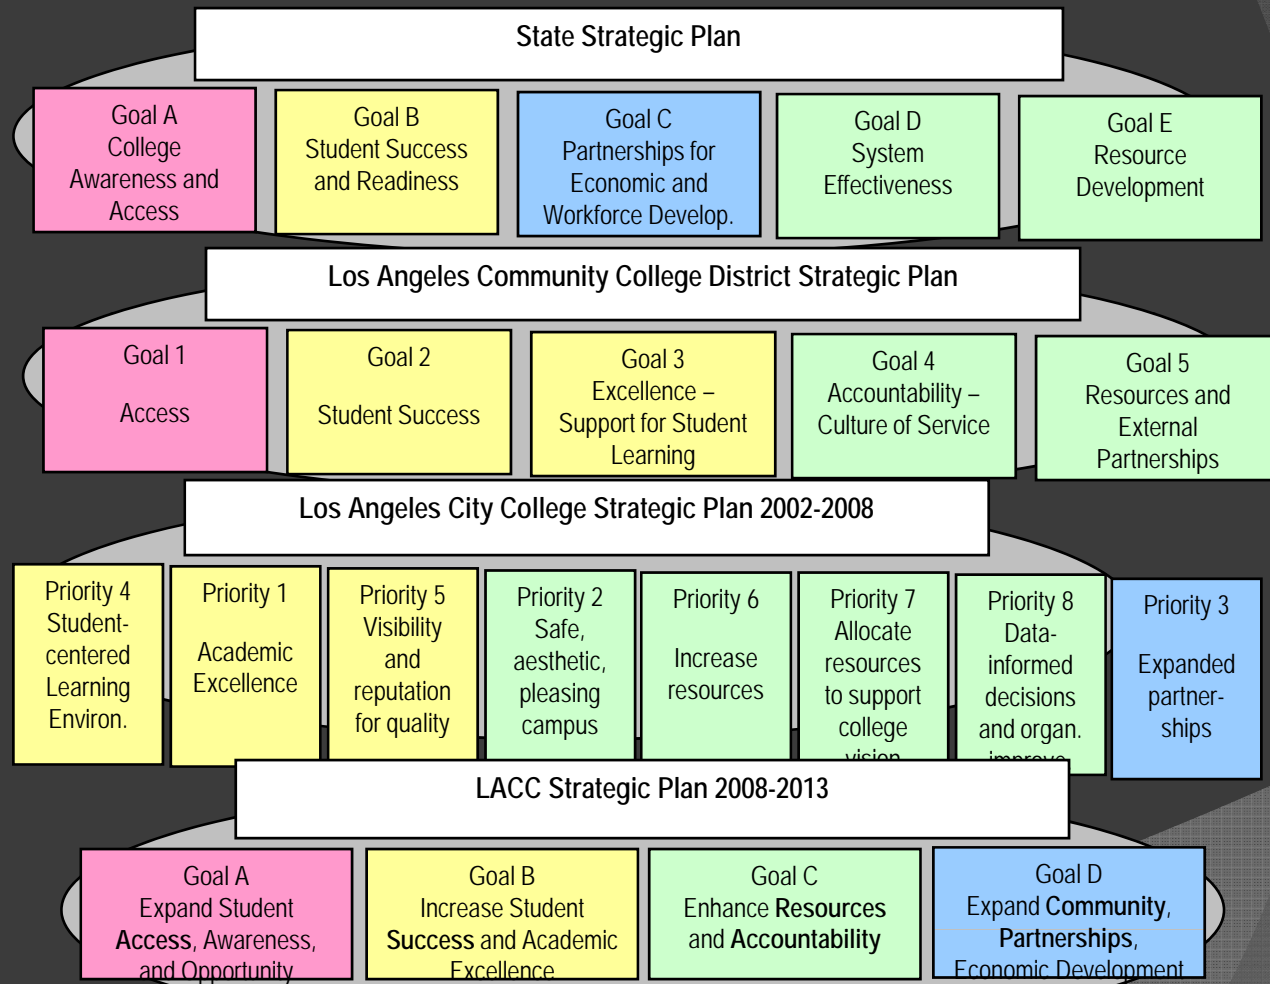 State Strategic Plan
Goal A
College
Awareness and
Access
Goal B
Student Success
and Readiness
Goal C
Partnerships for
Economic and
Workforce Develop.
Goal D
System
Effectiveness
Goal E
Resource
Development
Los Angeles Community College District Strategic Plan
Goal 1
Access
Goal 2
Student Success
Goal 3
Excellence –
Support for Student
Learning
Goal 4
Accountability –
Culture of Service
Goal 5
Resources and
External
Partnerships
Los Angeles City College Strategic Plan 2002-2008
Priority 4
Student-
centered
Learning
Environ.
Priority 1
Academic
Excellence
Priority 5
Visibility
and
reputation
for quality
Priority 2
Safe,
aesthetic,
pleasing
campus
Priority 6
Increase
resources
Priority 7
Allocate
resources
to support
college
vision
Priority 8
Data-
informed
decisions
and organ.
improve.
Priority 3
Expanded
partner-
ships
LACC Strategic Plan 2008-2013
Goal A
Expand Student
Access, Awareness,
and Opportunity
Goal B
Increase Student
Success and Academic
Excellence
Goal C
Enhance Resources
and Accountability
Goal D
Expand Community,
Partnerships,
Economic Development